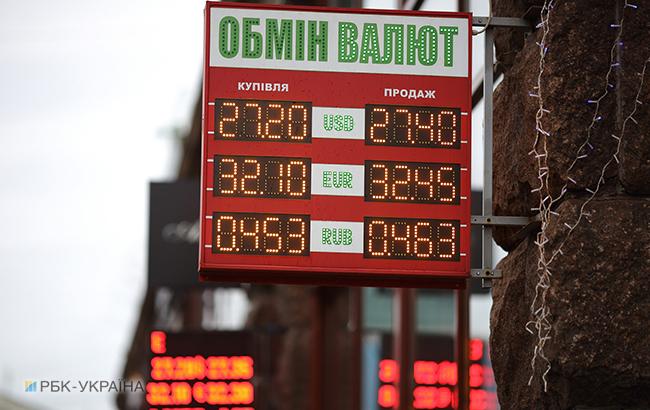 ОБМІН ВАЛЮТ
КУПІВЛЯ ПРОДАЖ
27.20 USD 27.40
32.10 EUR 32.45
0.453 RUB 0.463
РБК-УКРАЇНА